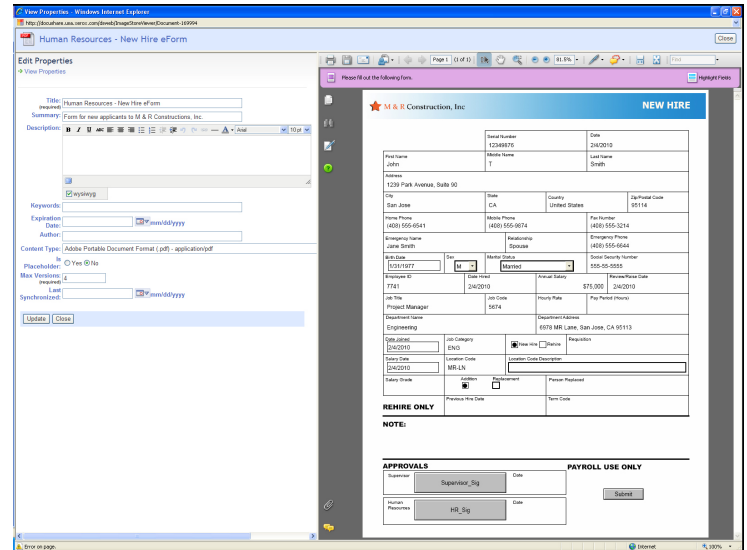 View Properties - Windows Internet Explorer
http://docushare.usa.xerox.com/dsweb/ImageStoreViewer/Document-169994
Human Resources - New Hire eForm
Close
Edit Properties
View Properties
Title: Human Resources - New Hire eForm
(required)
Summary: Form for new applicants to M & R Constructions, Inc.
Description:
B I U ABC
Arial
10 pt
wysiwyg
Keywords:
Expiration Date: mm/dd/yyyy
Author:
Content Type: Adobe Portable Document Format (.pdf) - application/pdf
Is Placeholder: Yes No
Max Versions: 4
(required)
Last Synchronized: mm/dd/yyyy
Update Close
Page 1 (1 of 1)
81.5%
Find
Please fill out the following form.
Highlight Fields
M & R Construction, Inc
NEW HIRE
Serial Number Date
12349876 2/4/2010
First Name Middle Name Last Name
John T Smith
Address
1239 Park Avenue, Suite 90
City State Country Zip/Postal Code
San Jose CA United States 95114
Home Phone Mobile Phone Fax Number
(408) 555-6541 (408) 555-9874 (408) 555-3214
Emergency Name Relationship Emergency Phone
Jane Smith Spouse (408) 555-6644
Birth Date Sex Marital Status Social Security Number
1/31/1977 M Married 555-55-5555
Employee ID Date Hired Annual Salary Review/Raise Date
7741 2/4/2010 $75,000 2/4/2010
Job Title Job Code Hourly Rate Pay Period (Hours)
Project Manager 5674
Department Name Department Address
Engineering 6978 MR Lane, San Jose, CA 95113
Date Joined Job Category New Hire Rehire Requisition
2/4/2010 ENG
Salary Date Location Code Location Code Description
2/4/2010 MR-LN
Salary Grade Addition Replacement Person Replaced
Previous Hire Date Term Code
REHIRE ONLY
NOTE:
APPROVALS PAYROLL USE ONLY
Supervisor Supervisor_Sig Date
Submit
Human Resources HR_Sig Date
Error on page.
Internet
100%